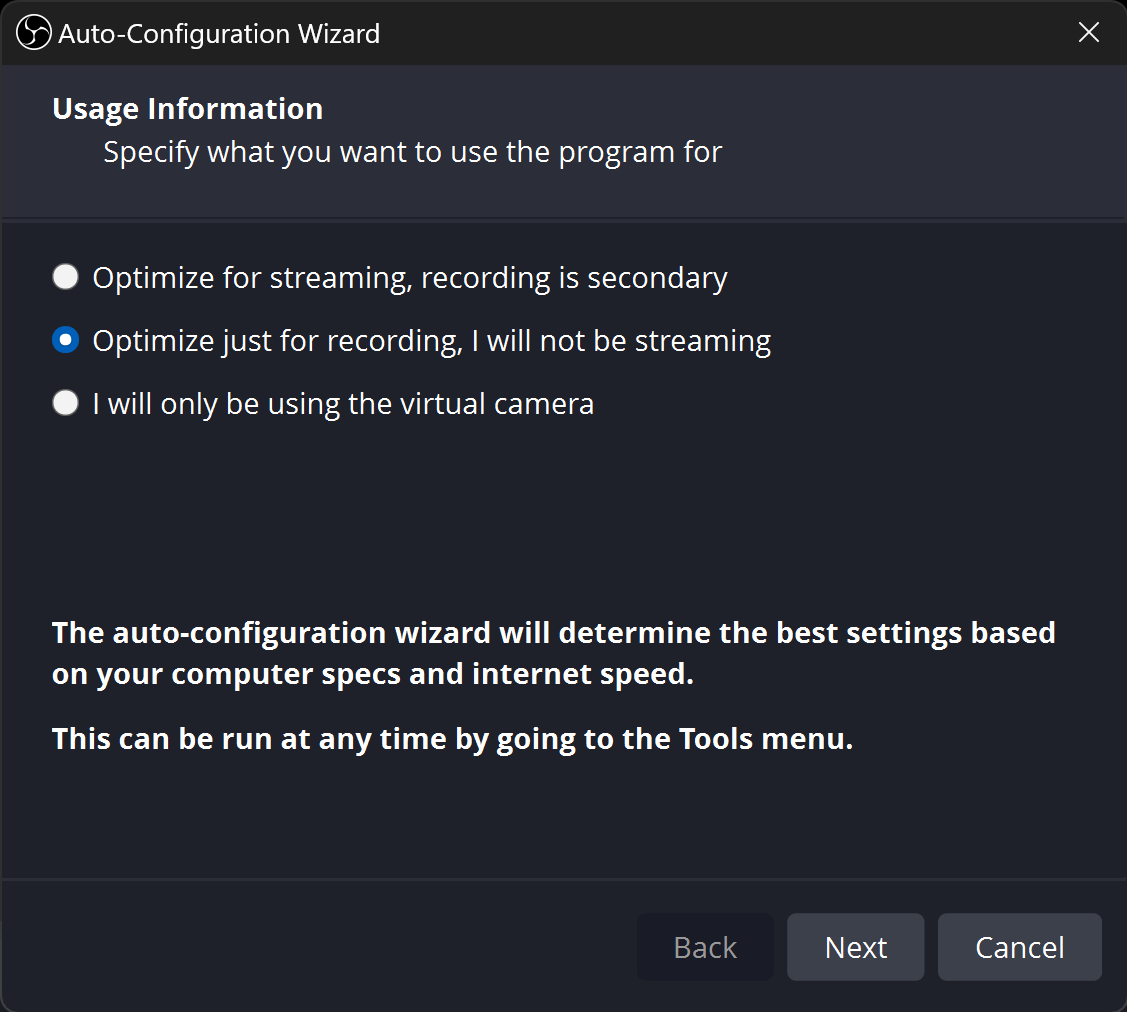 Auto-Configuration Wizard
Usage Information
Specify what you want to use the program for
Optimize for streaming, recording is secondary
Optimize just for recording, I will not be streaming
I will only be using the virtual camera
The auto-configuration wizard will determine the best settings based
on your computer specs and internet speed.
This can be run at any time by going to the Tools menu.
Back
Next
Cancel